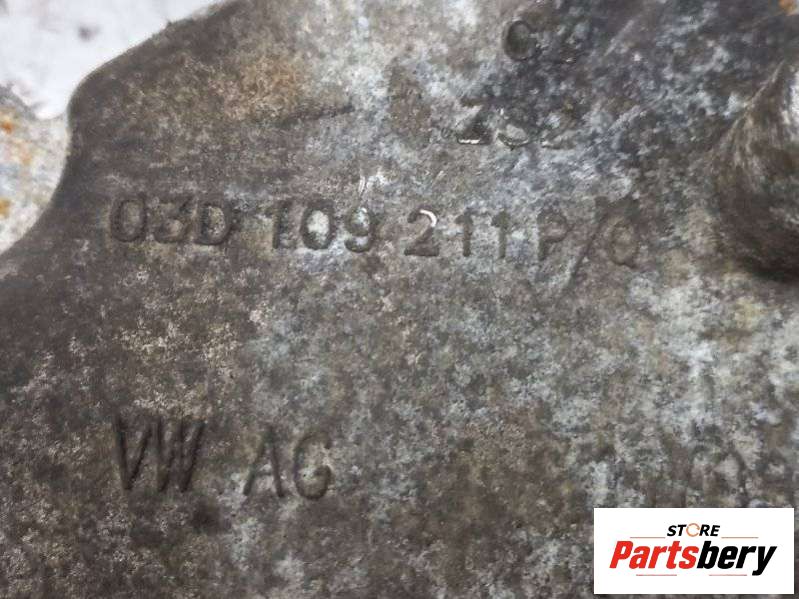 03D 109 211 P/Q
VW AG
STORE
Partsbery